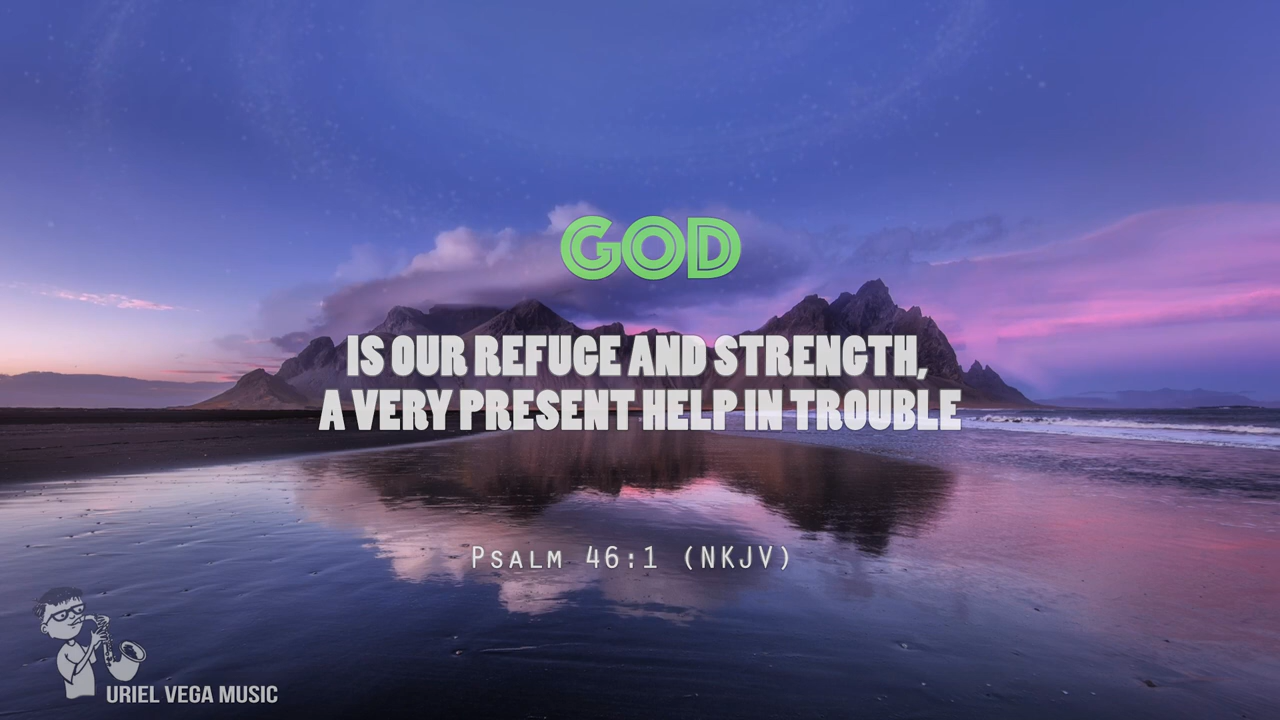 GOD
IS OUR REFUGE AND STRENGTH,
A VERY PRESENT HELP IN TROUBLE
Psalm 46:1 (NKJV)
URIEL VEGA MUSIC